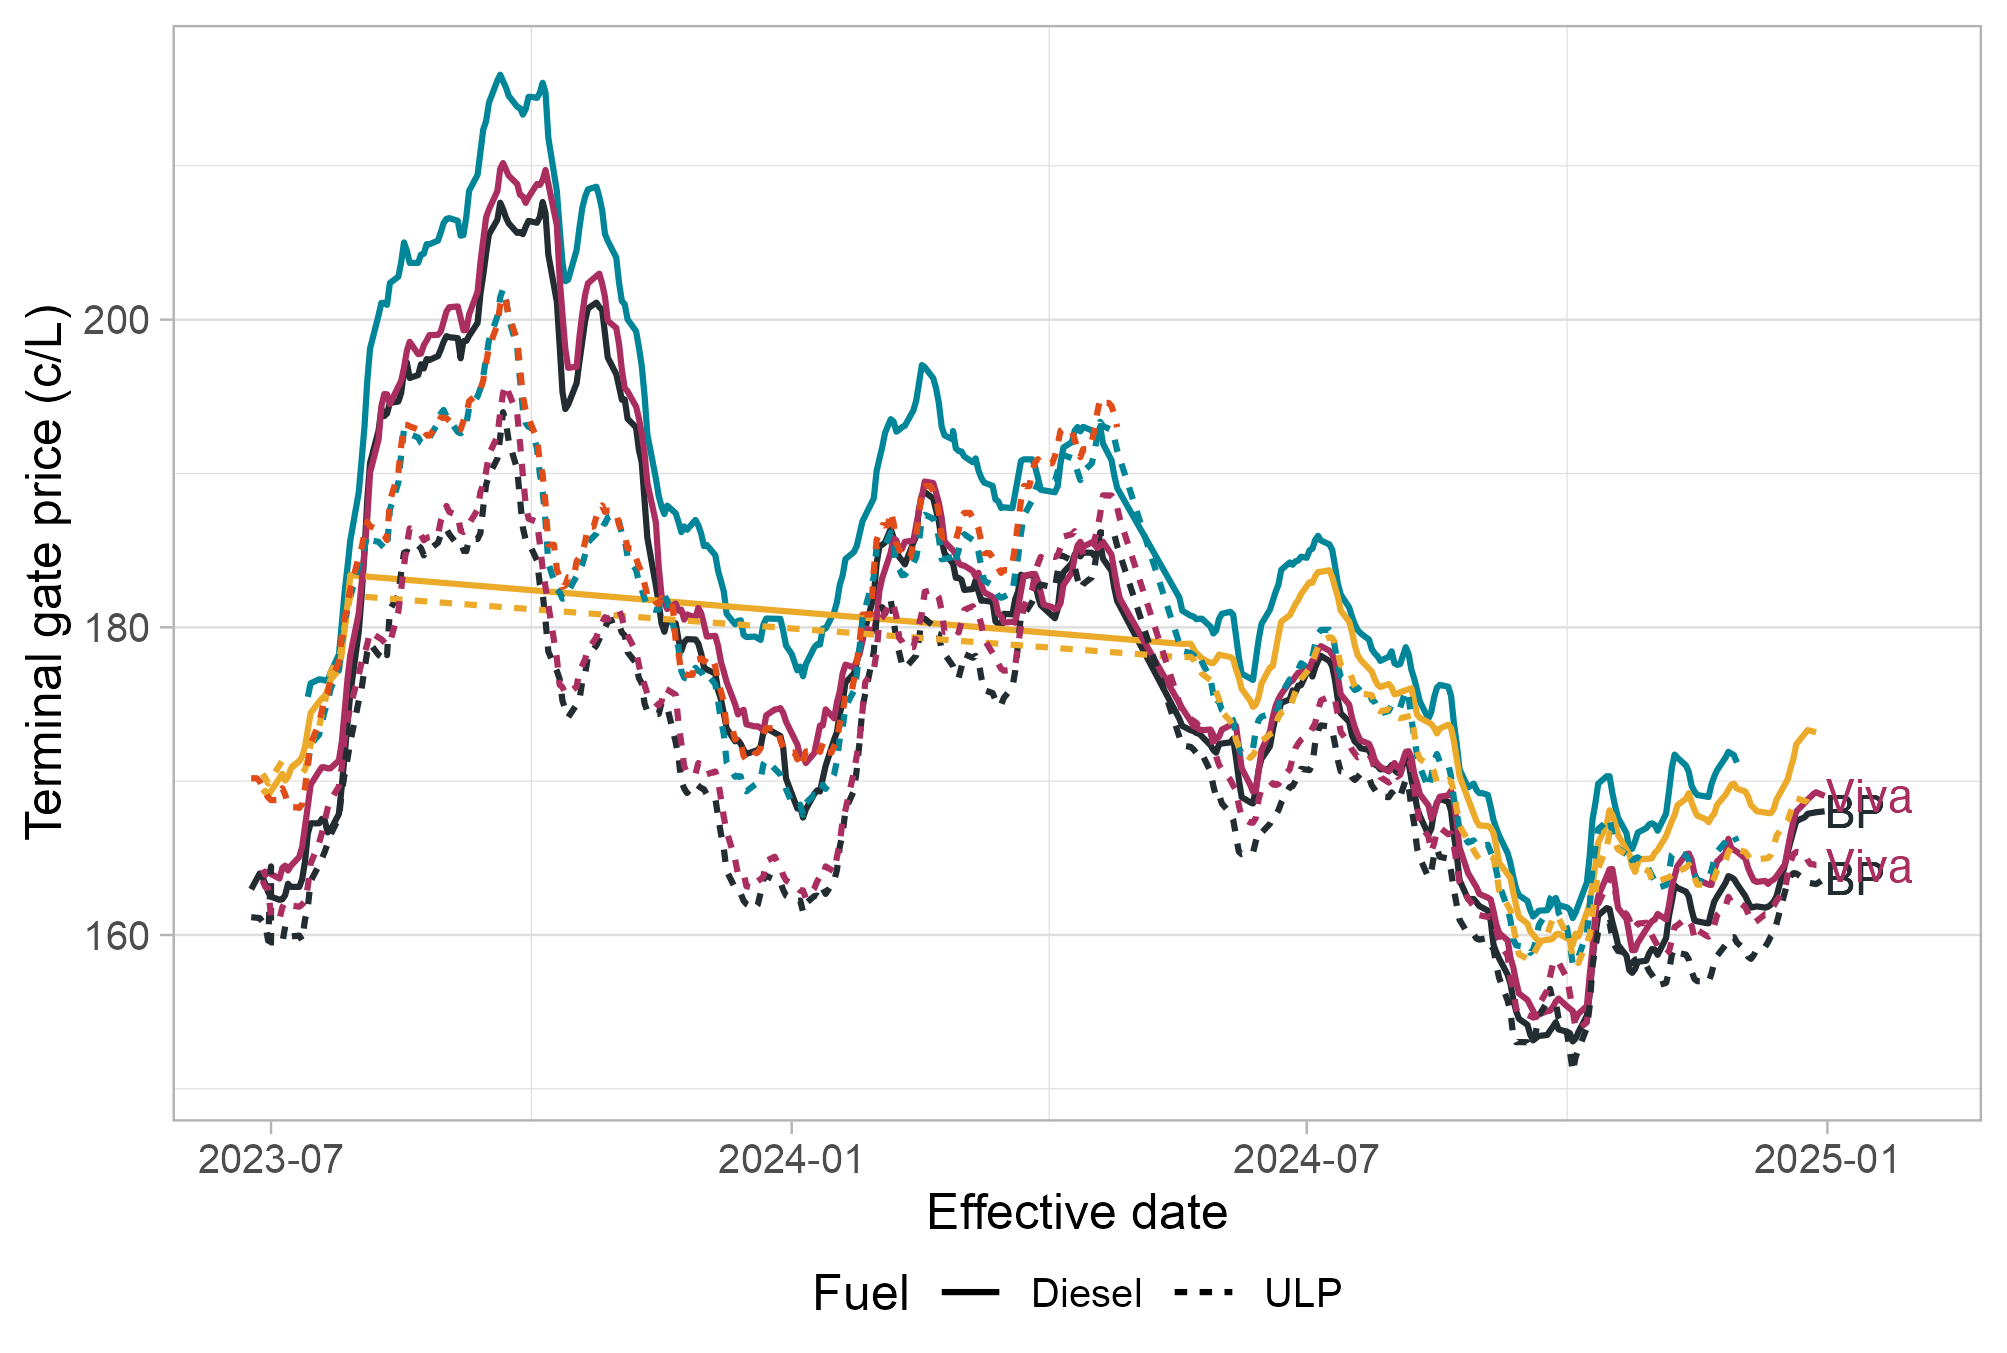 Terminal gate price (c/L)
200
180
160
Viva
BP
Viva
BP
2023-07
2024-01
2024-07
2025-01
Effective date
Fuel Diesel ULP